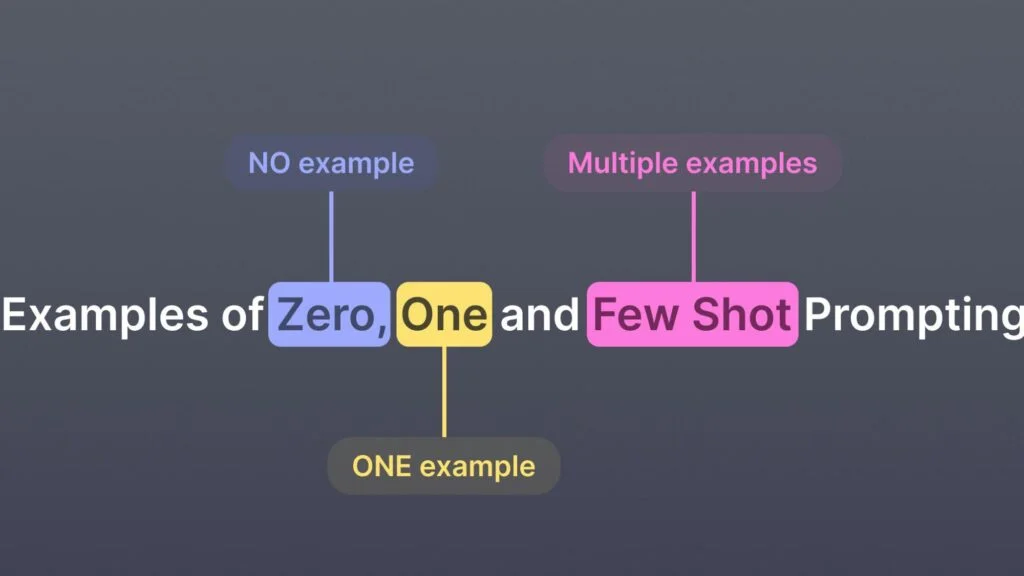 NO example
Multiple examples
Examples of Zero, One and Few Shot Prompting
ONE example